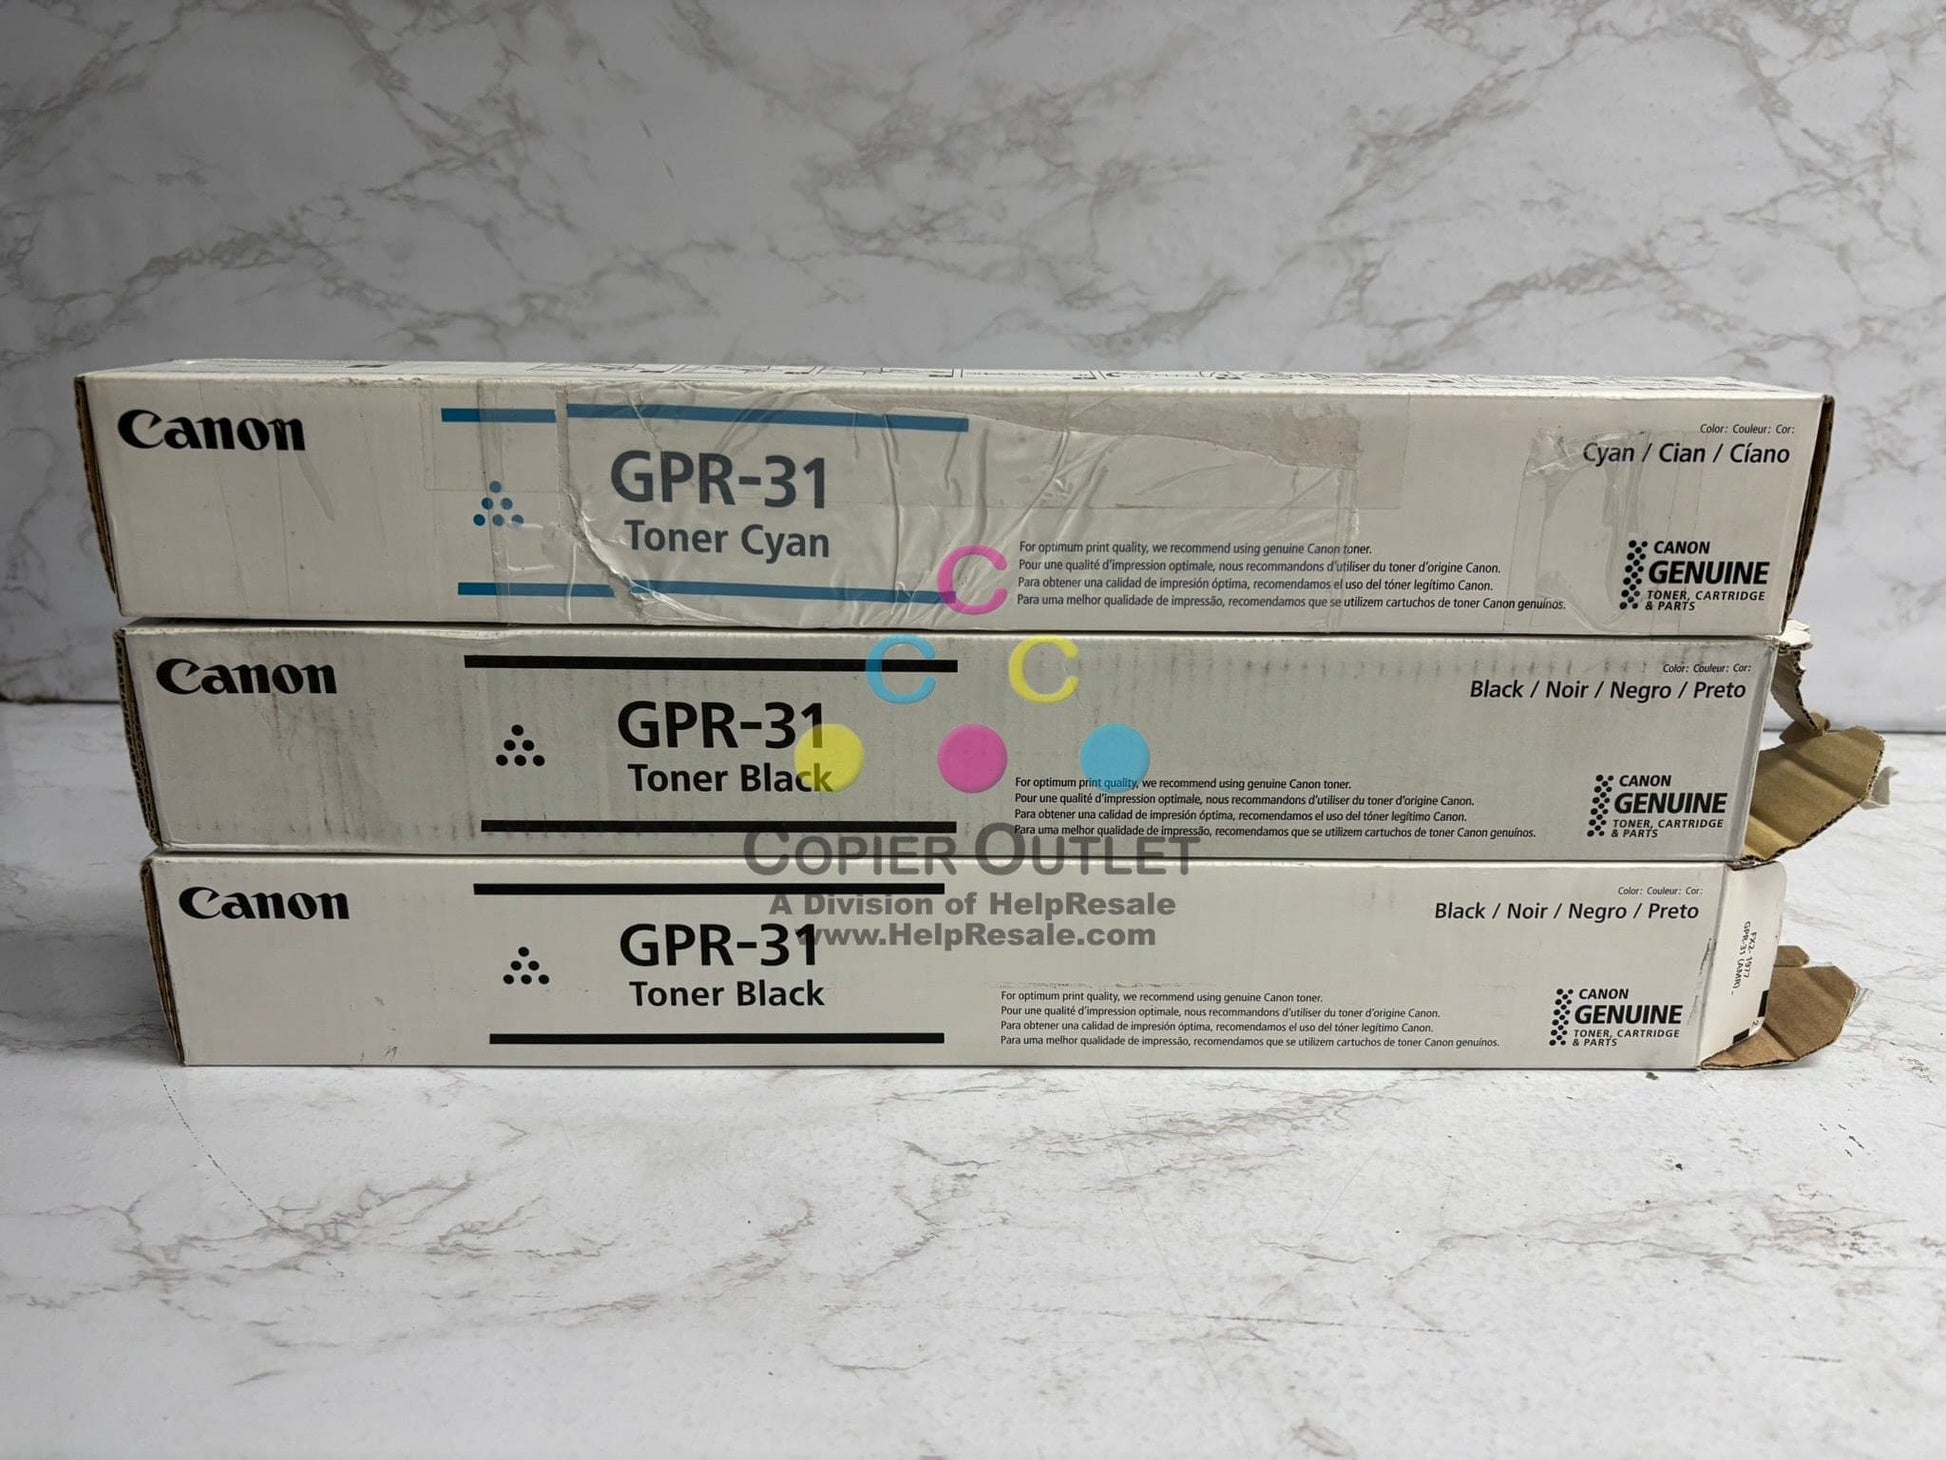 Canon
GPR-31
Toner Cyan
Color: Couleur: Cor:
Cyan / Cian / Cíano
For optimum print quality, we recommend using genuine Canon toner.
Pour une qualité d'impression optimale, nous recommandons d'utiliser du toner d'origine Canon.
Para obtener una calidad de impresión óptima, recomendamos el uso del tóner legítimo Canon.
Para uma melhor qualidade de impressão, recomendamos que se utilizem cartuchos de toner Canon genuínos.
CANON
GENUINE
TONER, CARTRIDGE
& PARTS
Canon
GPR-31
Toner Black
Color: Couleur: Cor:
Black / Noir / Negro / Preto
For optimum print quality, we recommend using genuine Canon toner.
Pour une qualité d'impression optimale, nous recommandons d'utiliser du toner d'origine Canon.
Para obtener una calidad de impresión óptima, recomendamos el uso del tóner legítimo Canon.
Para uma melhor qualidade de impressão, recomendamos que se utilizem cartuchos de toner Canon genuínos.
CANON
GENUINE
TONER, CARTRIDGE
& PARTS
Canon
GPR-31
Toner Black
Color: Couleur: Cor:
Black / Noir / Negro / Preto
For optimum print quality, we recommend using genuine Canon toner.
Pour une qualité d'impression optimale, nous recommandons d'utiliser du toner d'origine Canon.
Para obtener una calidad de impresión óptima, recomendamos el uso del tóner legítimo Canon.
Para uma melhor qualidade de impressão, recomendamos que se utilizem cartuchos de toner Canon genuínos.
CANON
GENUINE
TONER, CARTRIDGE
& PARTS
FX2-1977
GPR-31 (AMR)
C
C C
COPIER OUTLET
A Division of HelpResale
www.HelpResale.com